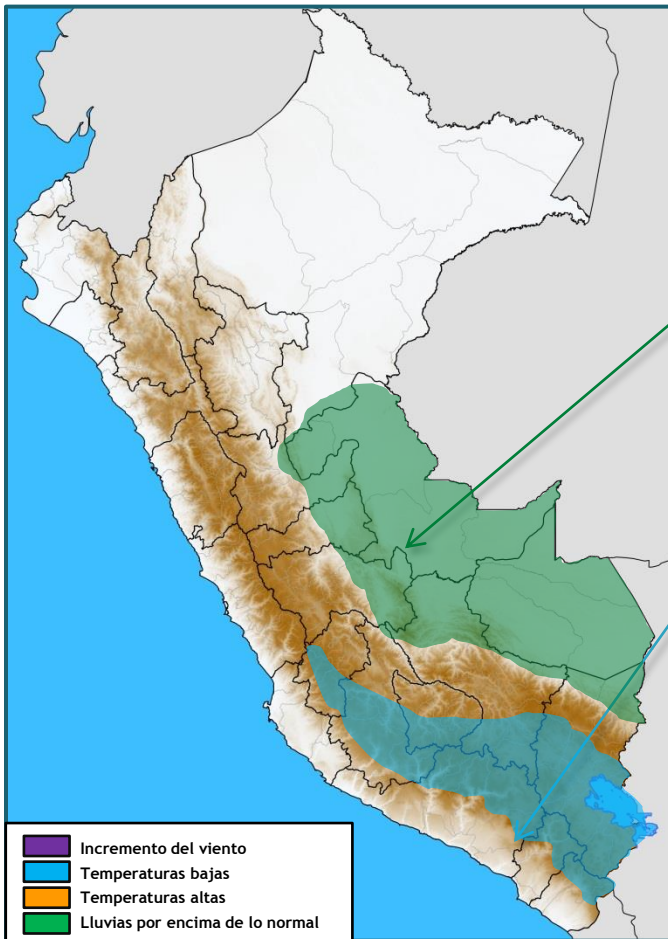 Incremento del viento
Temperaturas bajas
Temperaturas altas
Lluvias por encima de lo normal